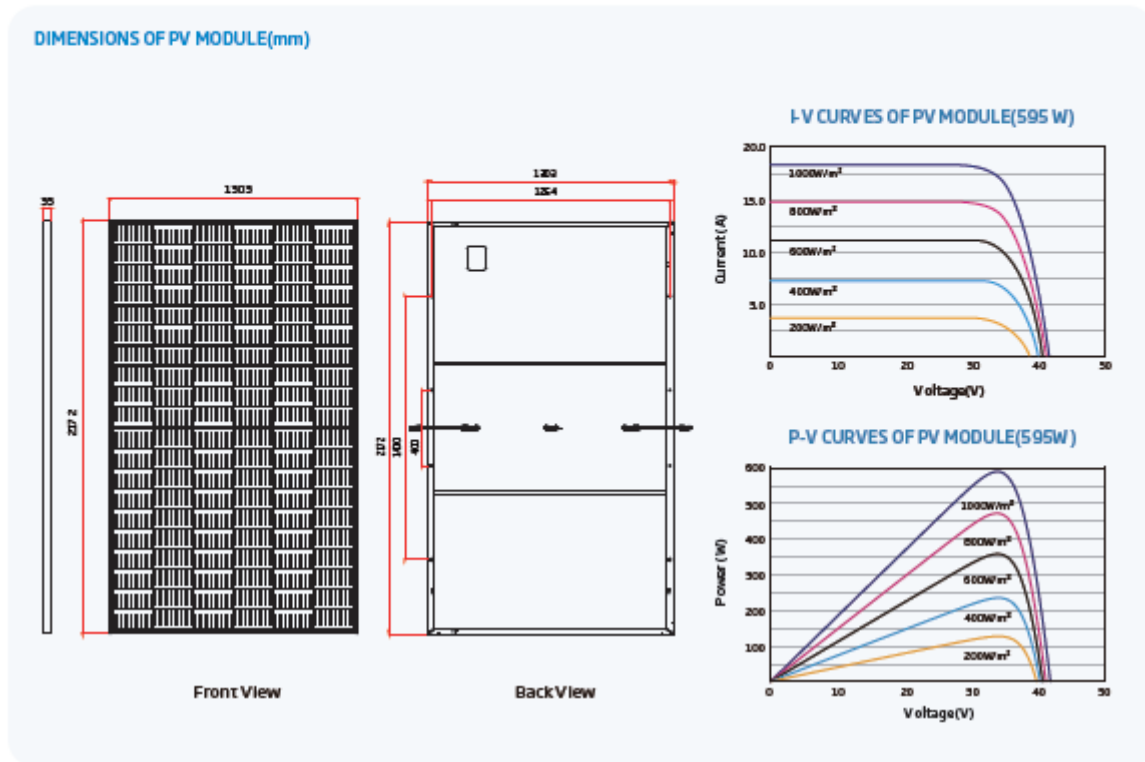 DIMENSIONS OF PV MODULE(mm)
35
1303
2172
Front View
1303
1264
2172
1400
400
Back View
I-V CURVES OF PV MODULE(595 W)
Current (A)
20.0
15.0
10.0
5.0
1000W/m²
800W/m²
600W/m²
400W/m²
200W/m²
0 10 20 30 40 50
Voltage(V)
P-V CURVES OF PV MODULE(595W)
Power (W)
600
500
400
300
200
100
1000W/m²
800W/m²
600W/m²
400W/m²
200W/m²
0 10 20 30 40 50
Voltage(V)